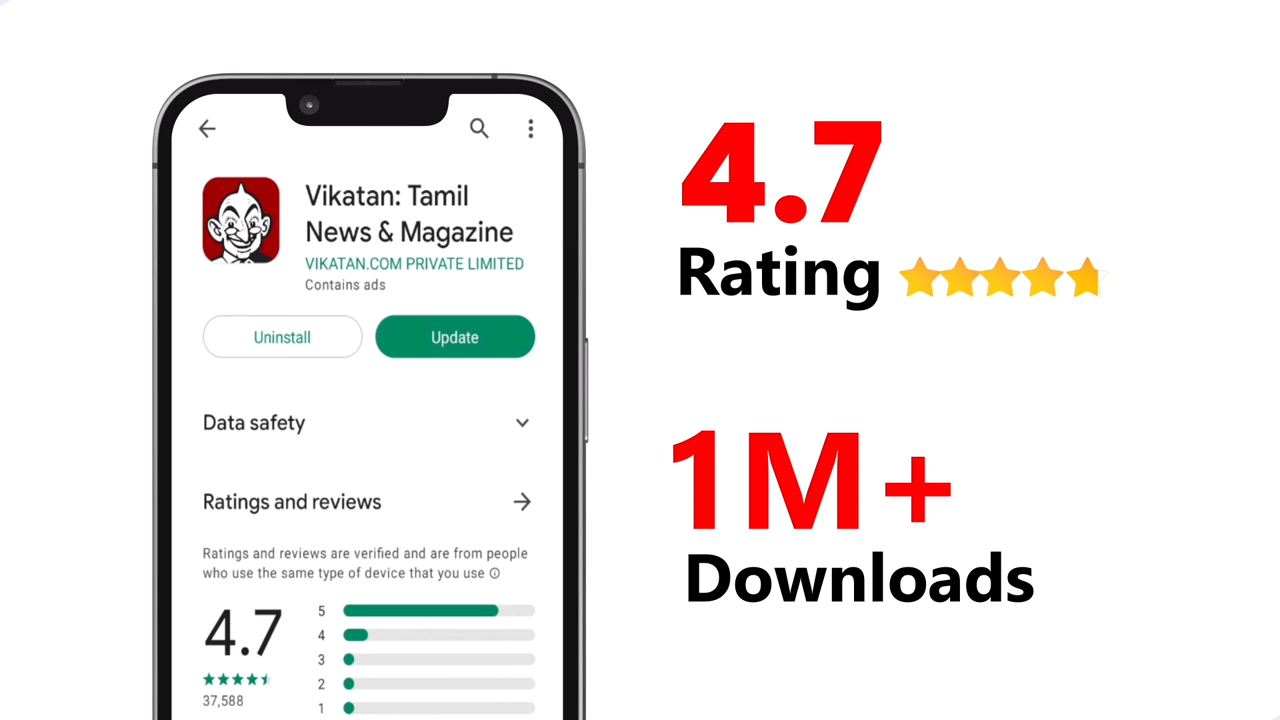 Vikatan: Tamil
News & Magazine
VIKATAN.COM PRIVATE LIMITED
Contains ads
Uninstall
Update
Data safety
Ratings and reviews
Ratings and reviews are verified and are from people
who use the same type of device that you use
4.7
37,588
5
4
3
2
1
4.7
Rating
1M+
Downloads